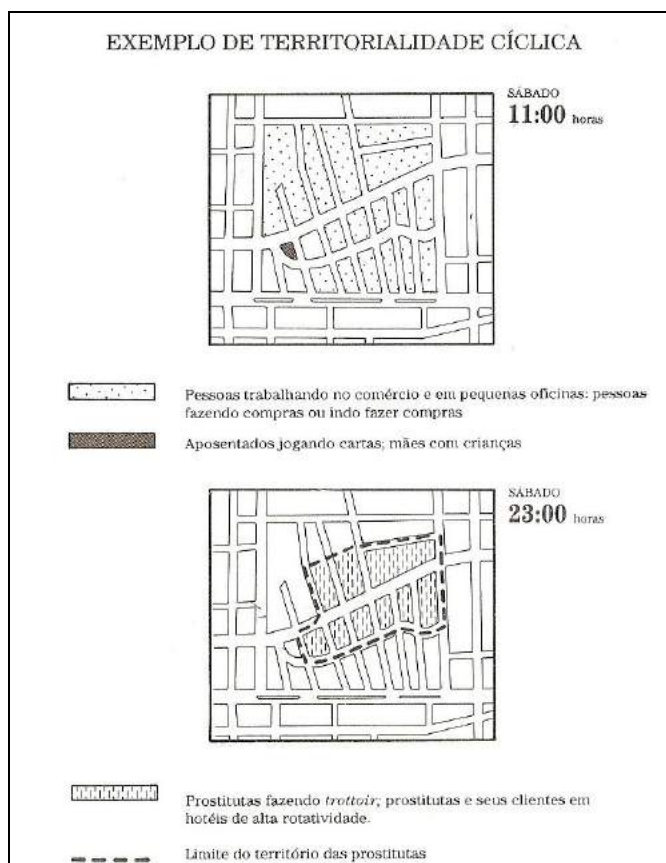 EXEMPLO DE TERRITORIALIDADE CÍCLICA
SÁBADO
11:00 horas
Pessoas trabalhando no comércio e em pequenas oficinas: pessoas
fazendo compras ou indo fazer compras
Aposentados jogando cartas; mães com crianças
SÁBADO
23:00 horas
Prostitutas fazendo trottoir; prostitutas e seus clientes em
hotéis de alta rotatividade.
Limite do território das prostitutas